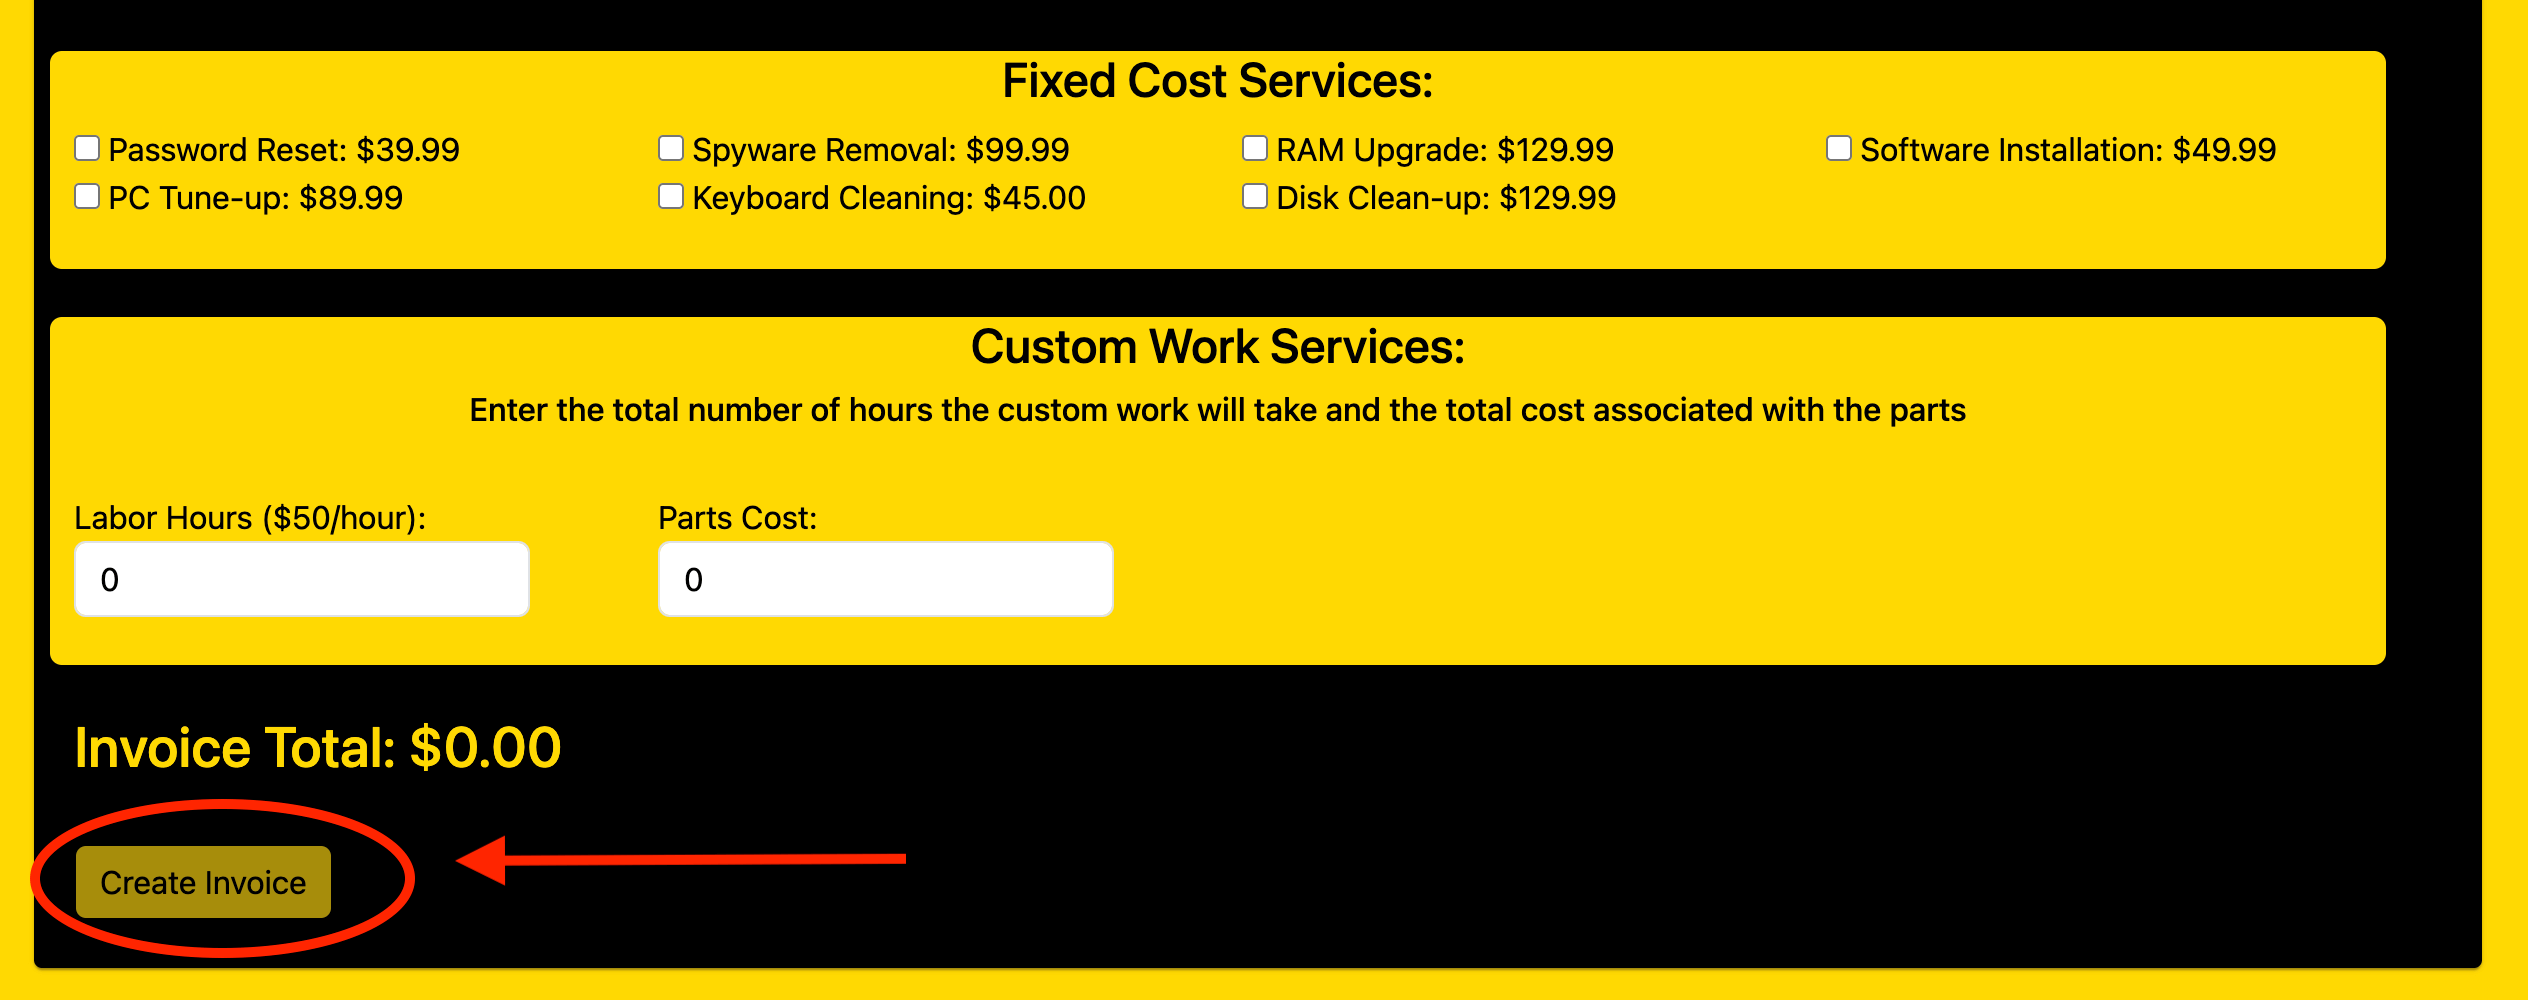 Fixed Cost Services:
Password Reset: $39.99 Spyware Removal: $99.99 RAM Upgrade: $129.99 Software Installation: $49.99
PC Tune-up: $89.99 Keyboard Cleaning: $45.00 Disk Clean-up: $129.99
Custom Work Services:
Enter the total number of hours the custom work will take and the total cost associated with the parts
Labor Hours ($50/hour): Parts Cost:
0 0
Invoice Total: $0.00
Create Invoice